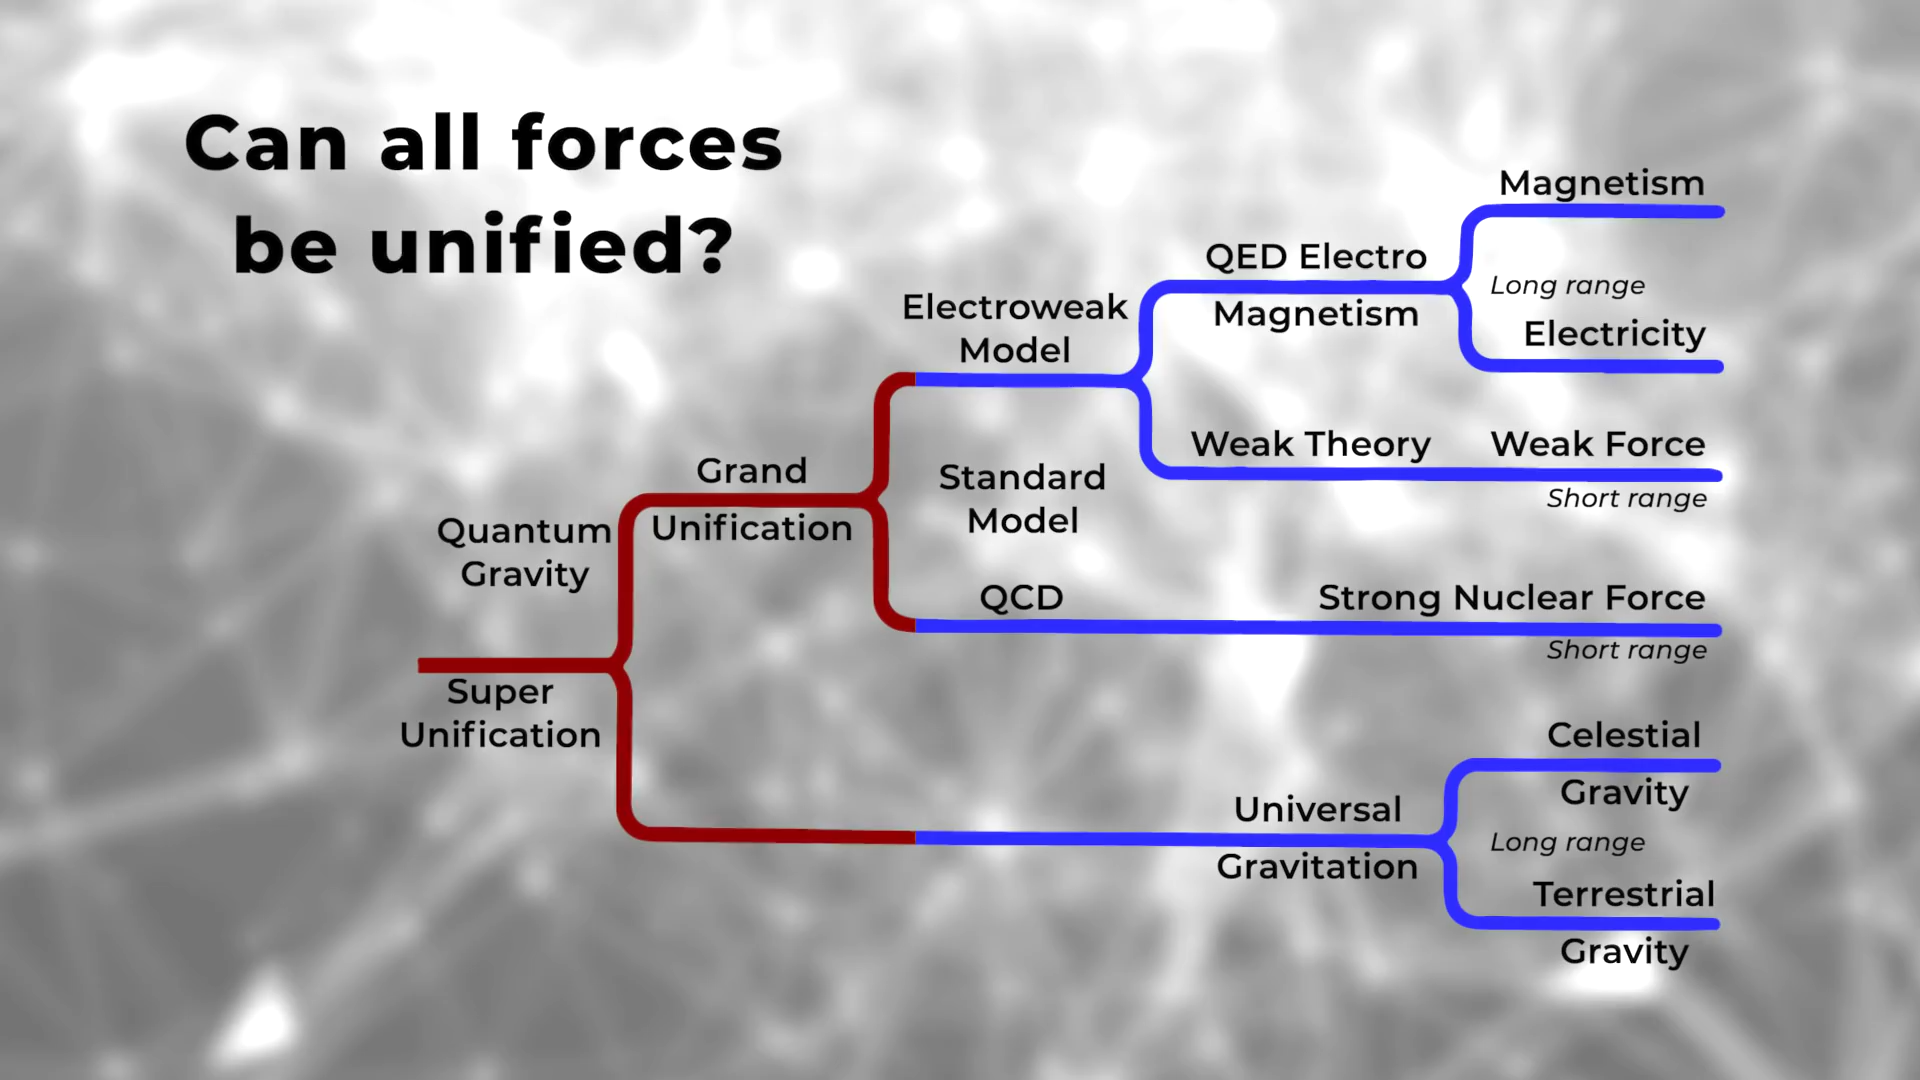 Can all forces
be unified?
Magnetism
QED Electro
Magnetism
Long range
Electricity
Electroweak
Model
Weak Theory
Weak Force
Short range
Grand
Unification
Standard
Model
Quantum
Gravity
QCD
Strong Nuclear Force
Short range
Super
Unification
Celestial
Gravity
Universal
Gravitation
Long range
Terrestrial
Gravity